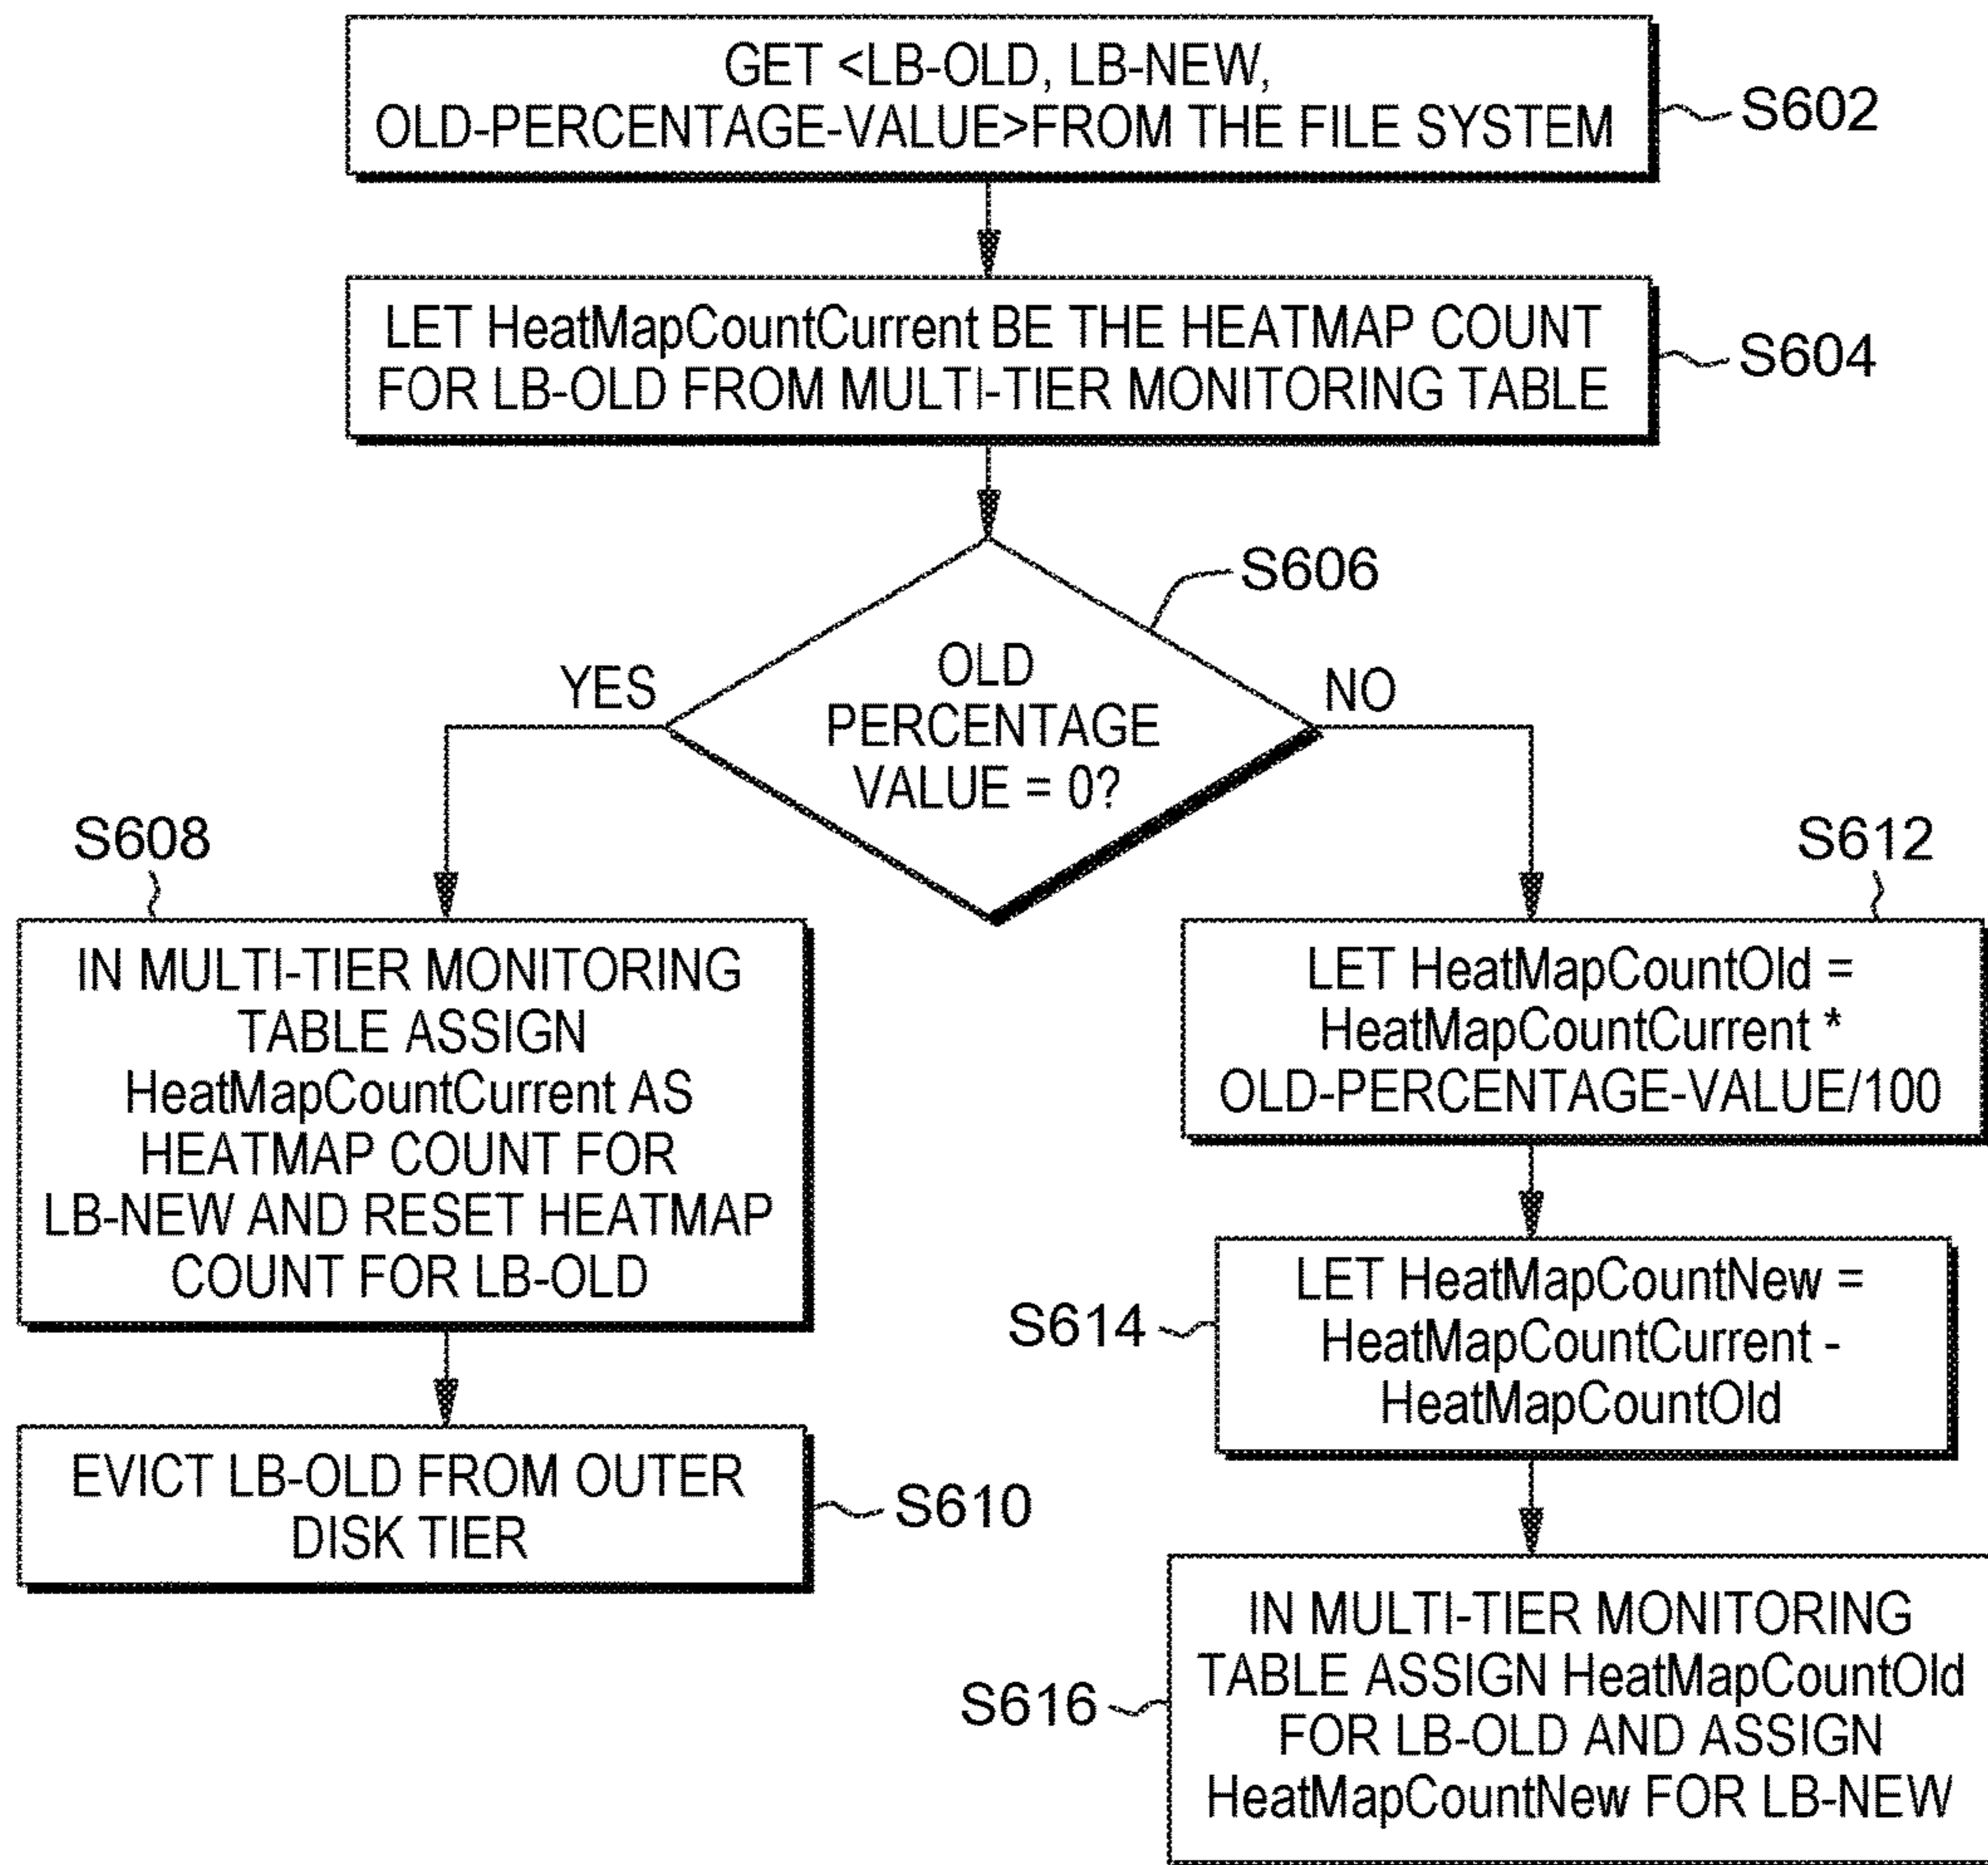 GET <LB-OLD, LB-NEW,
OLD-PERCENTAGE-VALUE>FROM THE FILE SYSTEM
S602
LET HeatMapCountCurrent BE THE HEATMAP COUNT
FOR LB-OLD FROM MULTI-TIER MONITORING TABLE
S604
S606
OLD
PERCENTAGE
VALUE = 0?
YES
NO
S608
IN MULTI-TIER MONITORING
TABLE ASSIGN
HeatMapCountCurrent AS
HEATMAP COUNT FOR
LB-NEW AND RESET HEATMAP
COUNT FOR LB-OLD
EVICT LB-OLD FROM OUTER
DISK TIER
S610
S612
LET HeatMapCountOld =
HeatMapCountCurrent *
OLD-PERCENTAGE-VALUE/100
S614
LET HeatMapCountNew =
HeatMapCountCurrent -
HeatMapCountOld
S616
IN MULTI-TIER MONITORING
TABLE ASSIGN HeatMapCountOld
FOR LB-OLD AND ASSIGN
HeatMapCountNew FOR LB-NEW